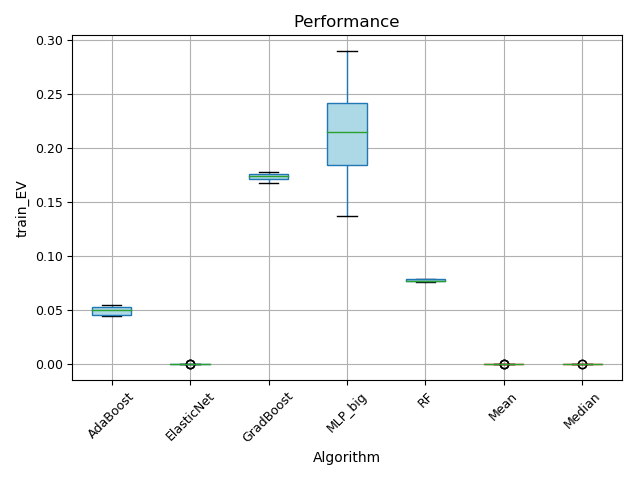 Performance
train_EV
0.30
0.25
0.20
0.15
0.10
0.05
0.00
AdaBoost
ElasticNet
GradBoost
MLP_big
RF
Mean
Median
Algorithm